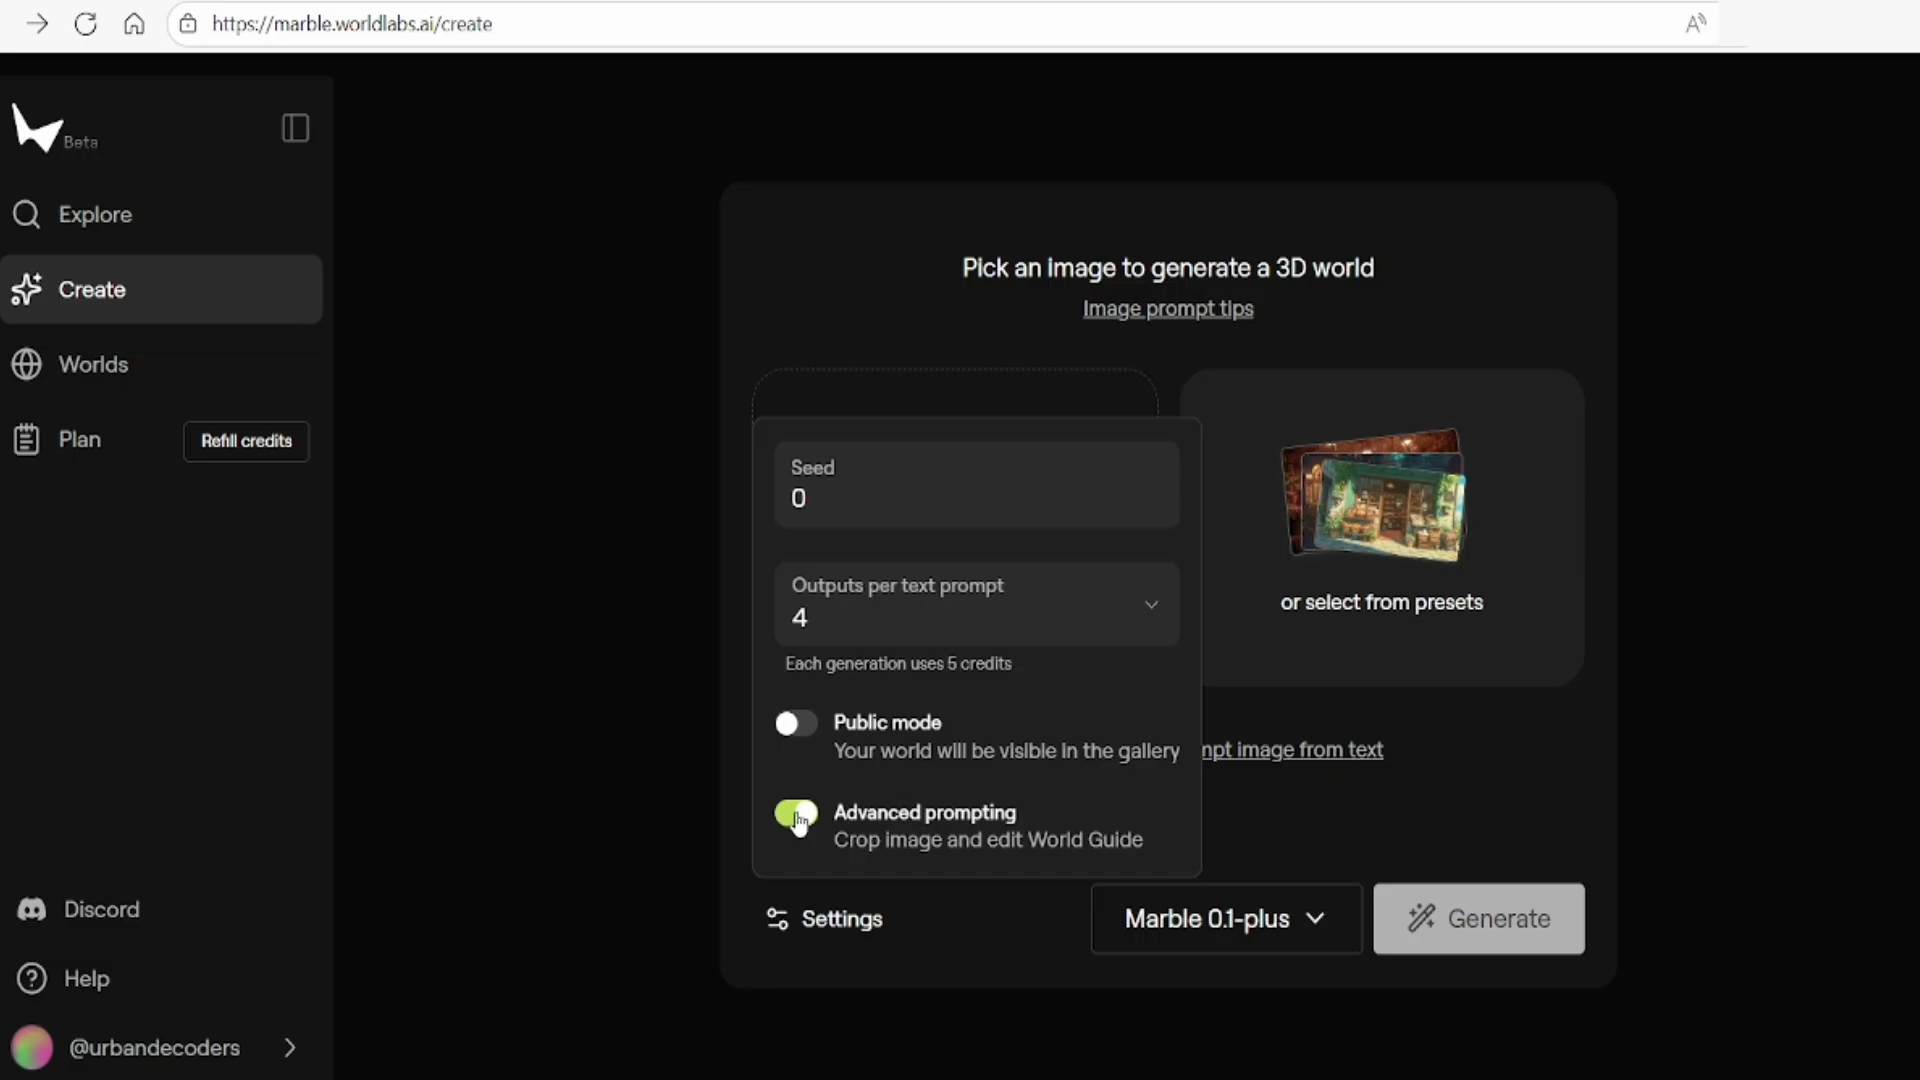 https://marble.worldlabs.ai/create
A
Beta
Explore
Create
Worlds
Plan
Refill credits
Discord
Help
@urbandecoders
Pick an image to generate a 3D world
Image prompt tips
Seed
0
Outputs per text prompt
4
Each generation uses 5 credits
Public mode
Your world will be visible in the gallery
Advanced prompting
Crop image and edit World Guide
or select from presets
image from text
Settings
Marble 0.1-plus
Generate